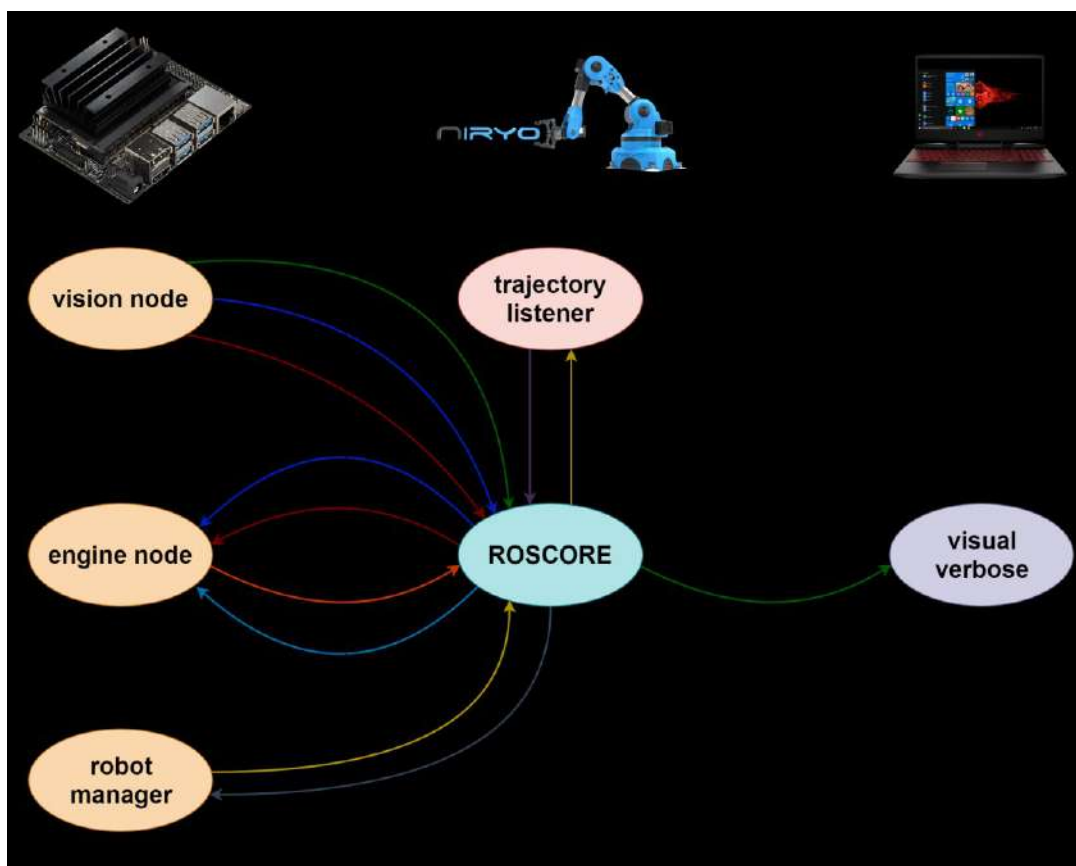 NIRYO
vision node
trajectory
listener
engine node
ROSCORE
visual
verbose
robot
manager